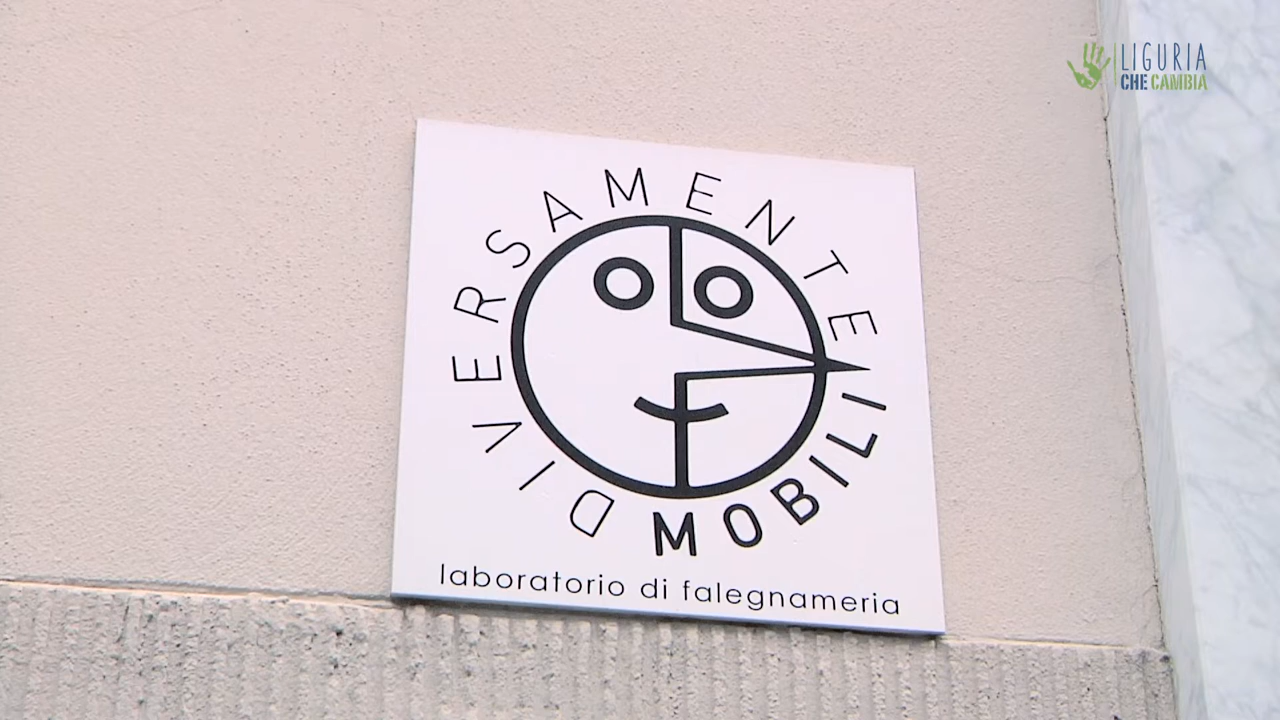 LIGURIA
CHE CAMBIA
DIVERSAMENTE
MOBILI
laboratorio di falegnameria